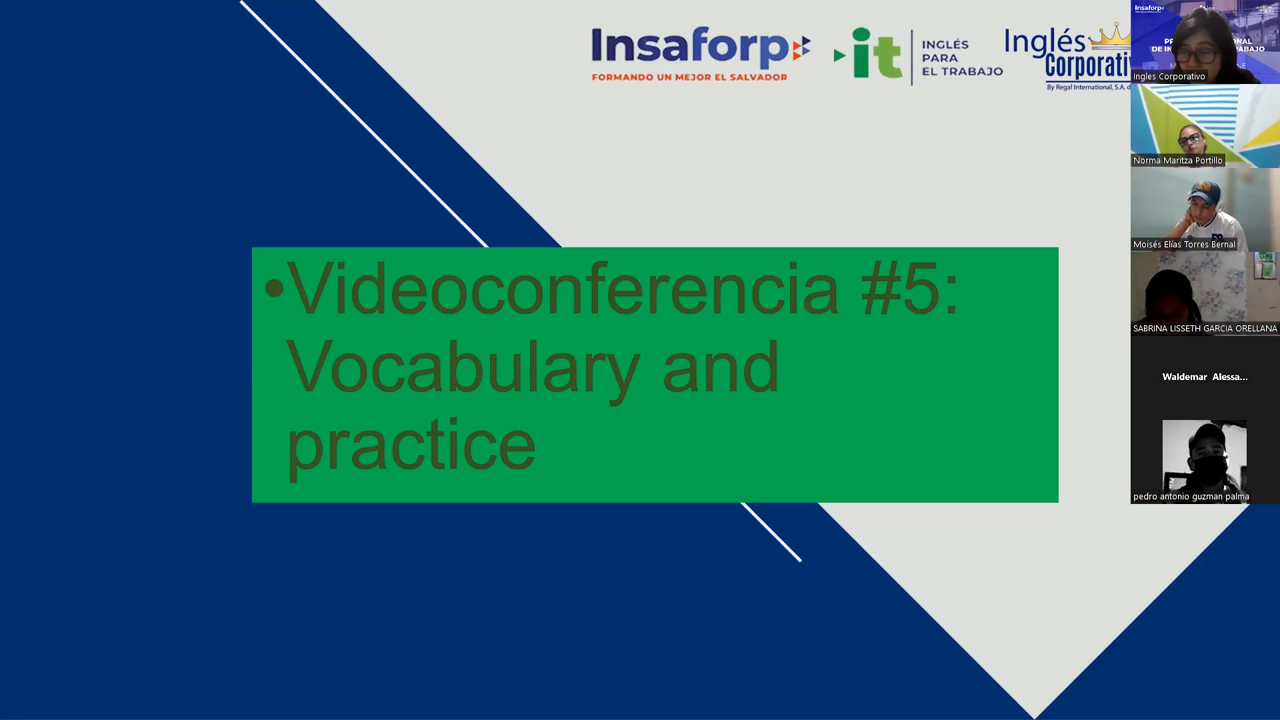 Insaforp
FORMANDO UN MEJOR EL SALVADOR
it
INGLÉS
PARA
EL TRABAJO
Inglés
Corporativ
By Regal International, S.A. d
•Videoconferencia #5:
Vocabulary and
practice
Insaforp
Ingles Corporativo
Norma Maritza Portillo
Moisés Elías Torres Bernal
SABRINA LISSETH GARCIA ORELLANA
Waldemar Alessa...
pedro antonio guzman palma